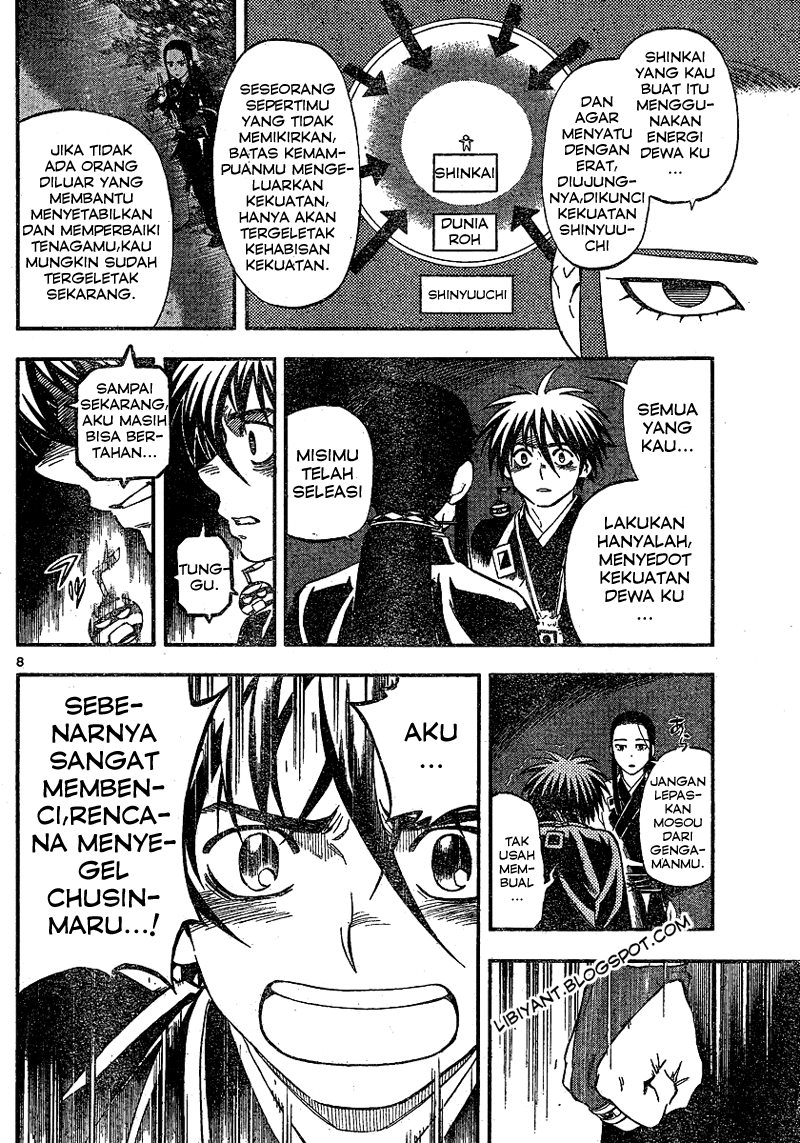 SHINKAI
YANG KAU
BUAT ITU
MENGGU-
NAKAN
ENERGI
DEWA KU
...
DAN
AGAR
MENYATU
DENGAN
ERAT,
DIUJUNG-
NYA,DIKUNCI
KEKUATAN
SHINYUU-
CHI
SHINKAI
DUNIA
ROH
SHINYUUCHI
SESEORANG
SEPERTIMU
YANG TIDAK
MEMIKIRKAN,
BATAS KEMAM-
PUANMU MENGE-
LUARKAN
KEKUATAN,
HANYA AKAN
TERGELETAK
KEHABISAN
KEKUATAN.
JIKA TIDAK
ADA ORANG
DILUAR YANG
MEMBANTU
MENYETABILKAN
DAN MEMPERBAIKI
TENAGAMU,KAU
MUNGKIN SUDAH
TERGELETAK
SEKARANG.
SEMUA
YANG
KAU...
LAKUKAN
HANYALAH,
MENYEDOT
KEKUATAN
DEWA KU
...
MISIMU
TELAH
SELEASI
TUNG-
GU.
SAMPAI
SEKARANG,
AKU MASIH
BISA BER-
TAHAN...
8
あら
JANGAN
LEPAS-
KAN
MOSOU
DARI
GENGA-
MANMU.
TAK
USAH
MEM-
BUAL
...
AKU
...
SEBE-
NARNYA
SANGAT
MEMBEN-
CI,RENCA-
NA MENYE-
GEL
CHUSIN-
MARU...!
LIBIYANT.BLOGSPOT.COM